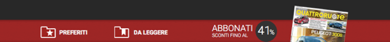 PREFERITI
DA LEGGERE
ABBONATI
SCONTI FINO AL
41%
quattroruote